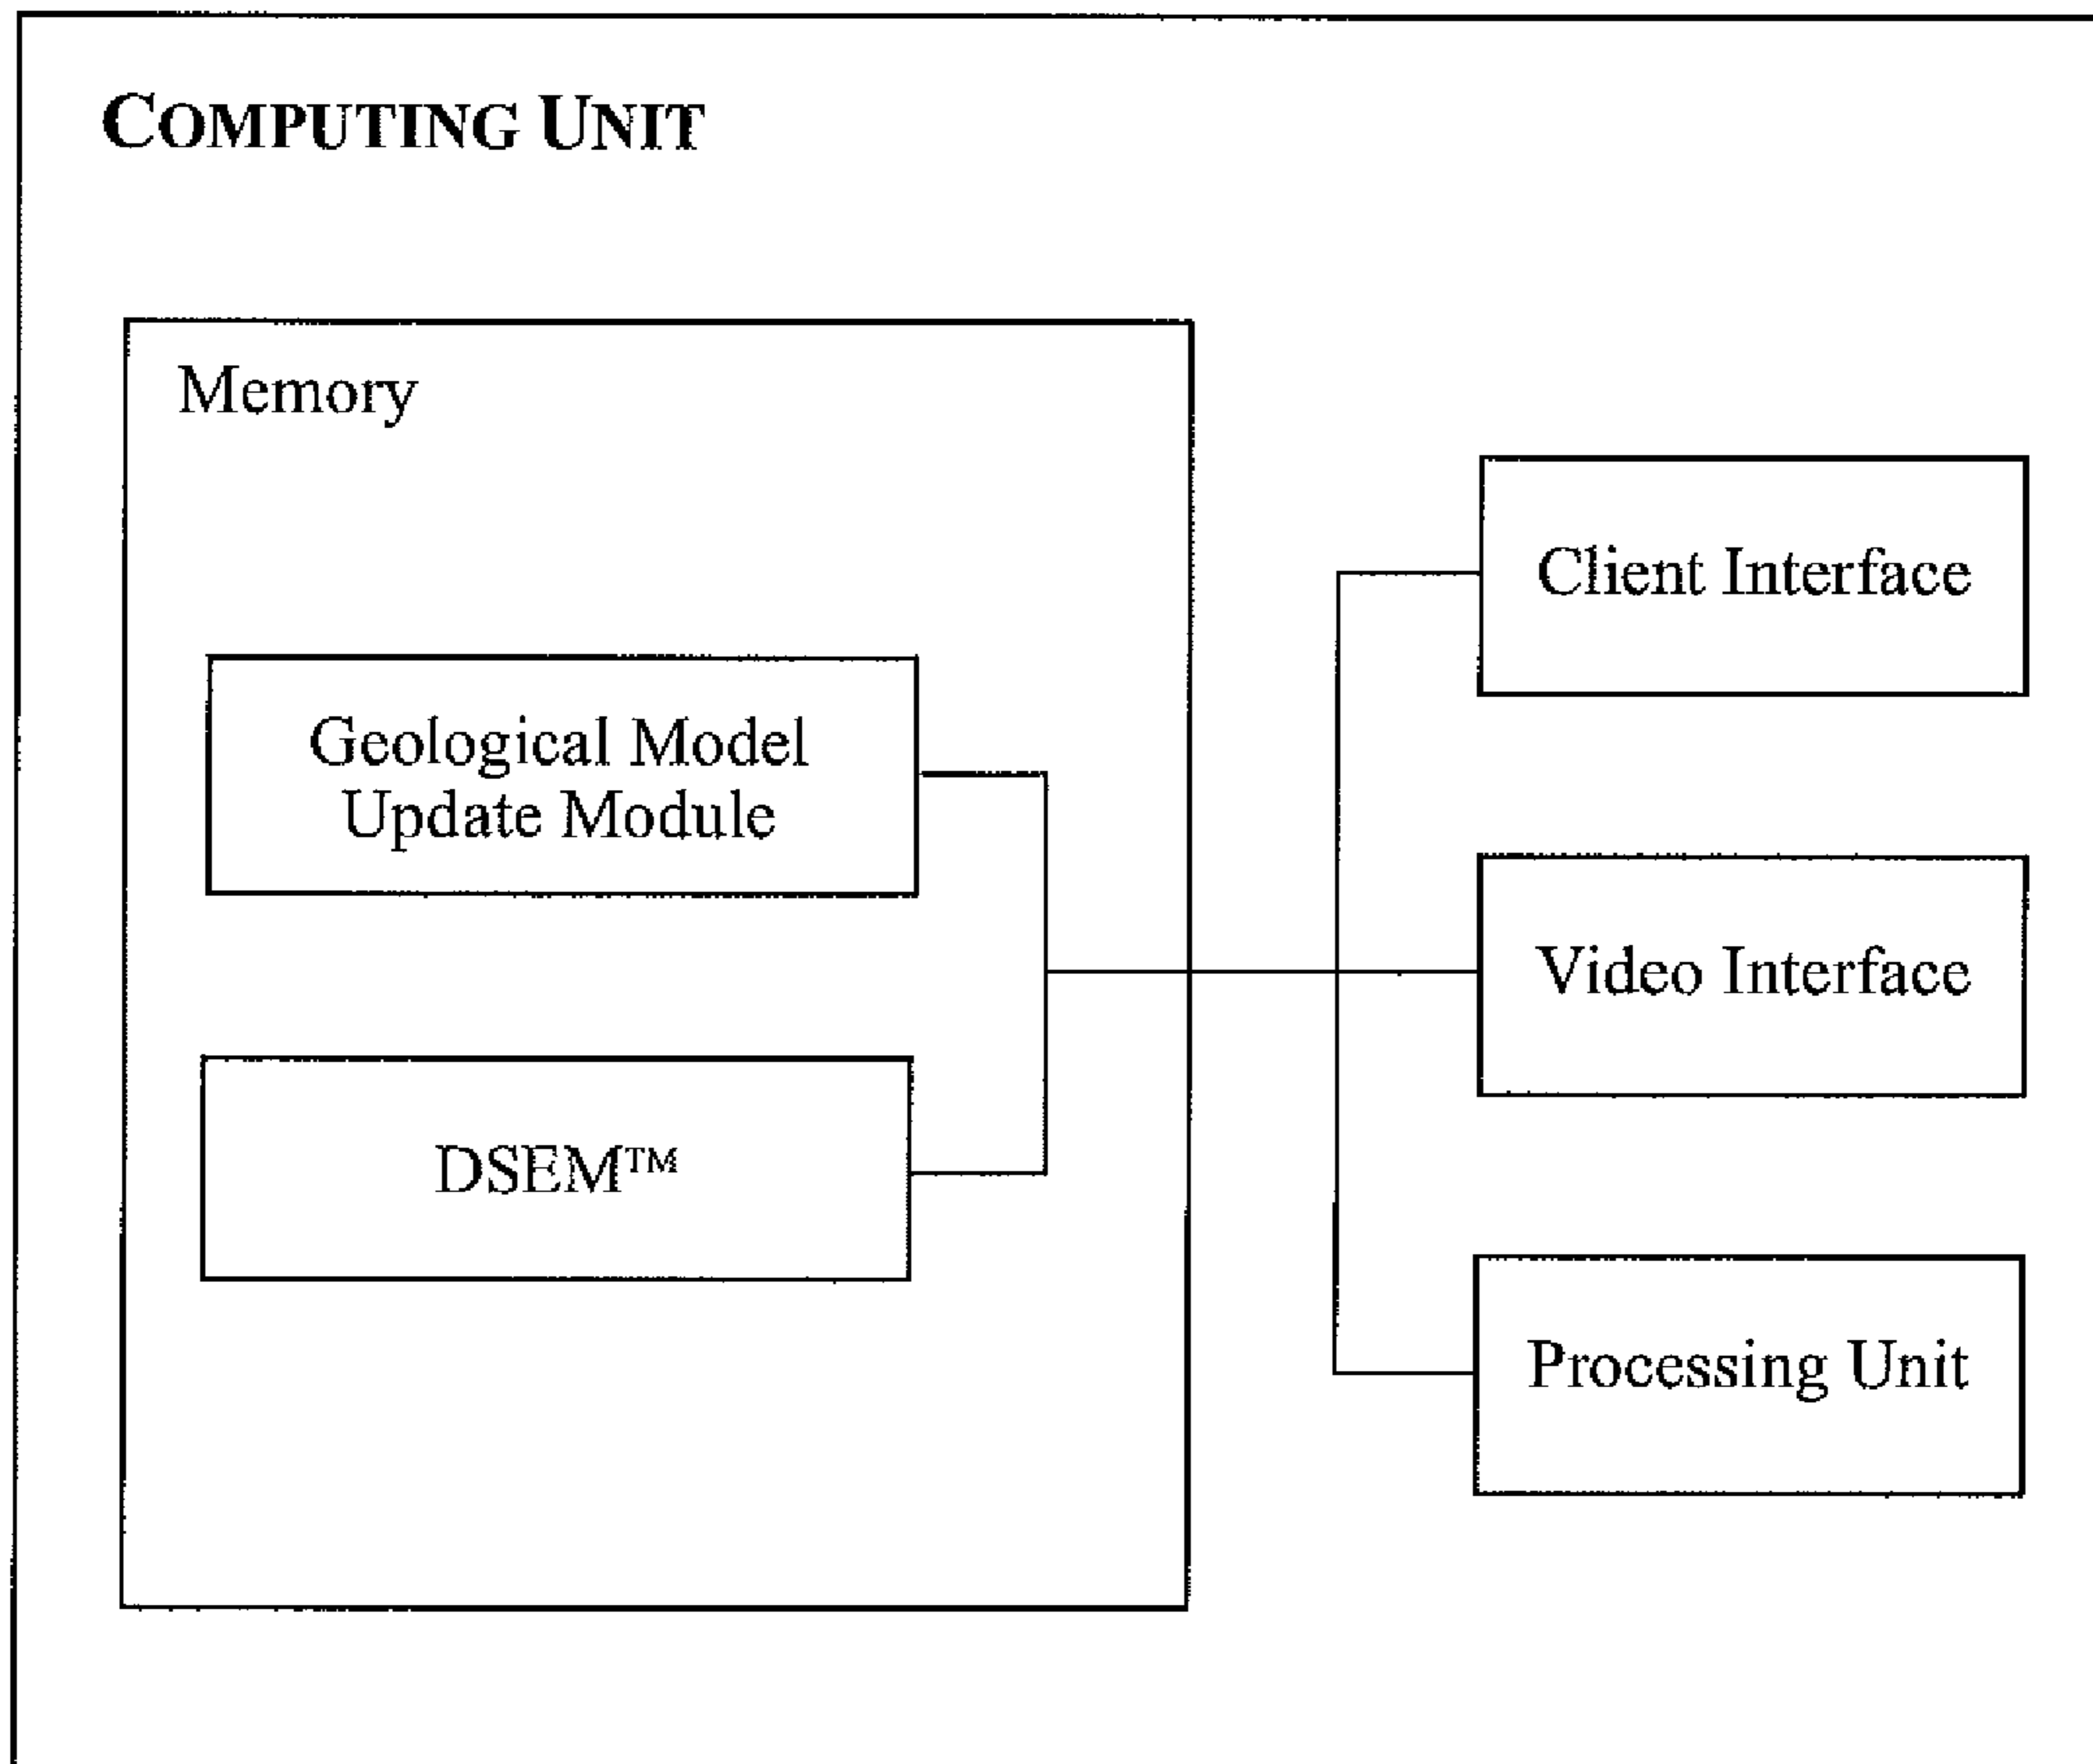 COMPUTING UNIT
Memory
Geological Model
Update Module
DSEM™
Client Interface
Video Interface
Processing Unit